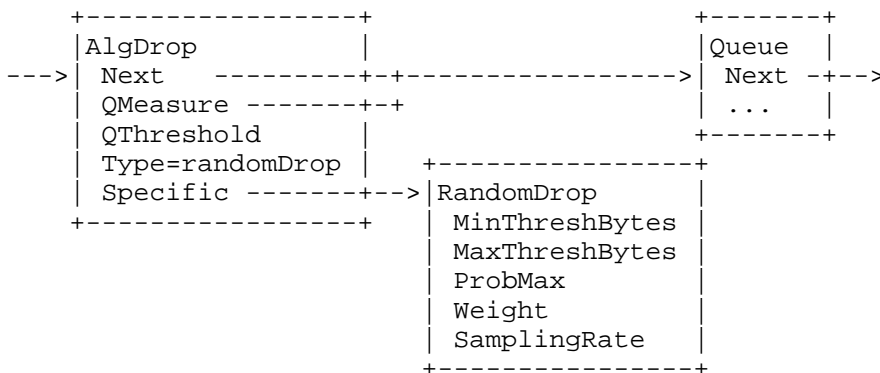 +-----------------+                     +-------+
|AlgDrop          |                     |Queue  |
--->| Next   ---------+-+----------------->| Next -+-->
| QMeasure -------+-+                   | ...   |
| QThreshold      |                     +-------+
| Type=randomDrop |   +----------------+
| Specific -------+-->|RandomDrop      |
+-----------------+   | MinThreshBytes |
| MaxThreshBytes |
| ProbMax        |
| Weight         |
| SamplingRate   |
+----------------+